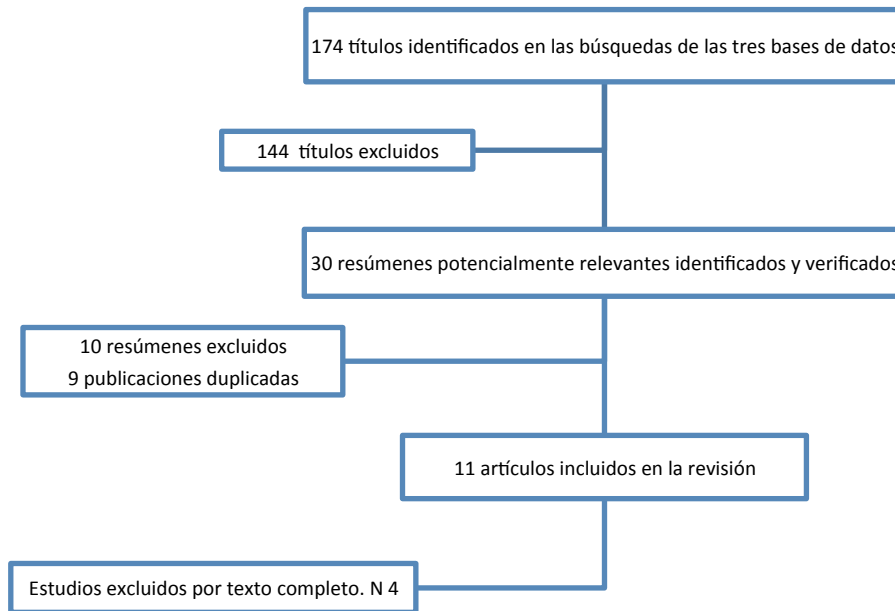 174 títulos identificados en las búsquedas de las tres bases de datos
144 títulos excluidos
30 resúmenes potencialmente relevantes identificados y verificados
10 resúmenes excluidos
9 publicaciones duplicadas
11 artículos incluidos en la revisión
Estudios excluidos por texto completo. N 4